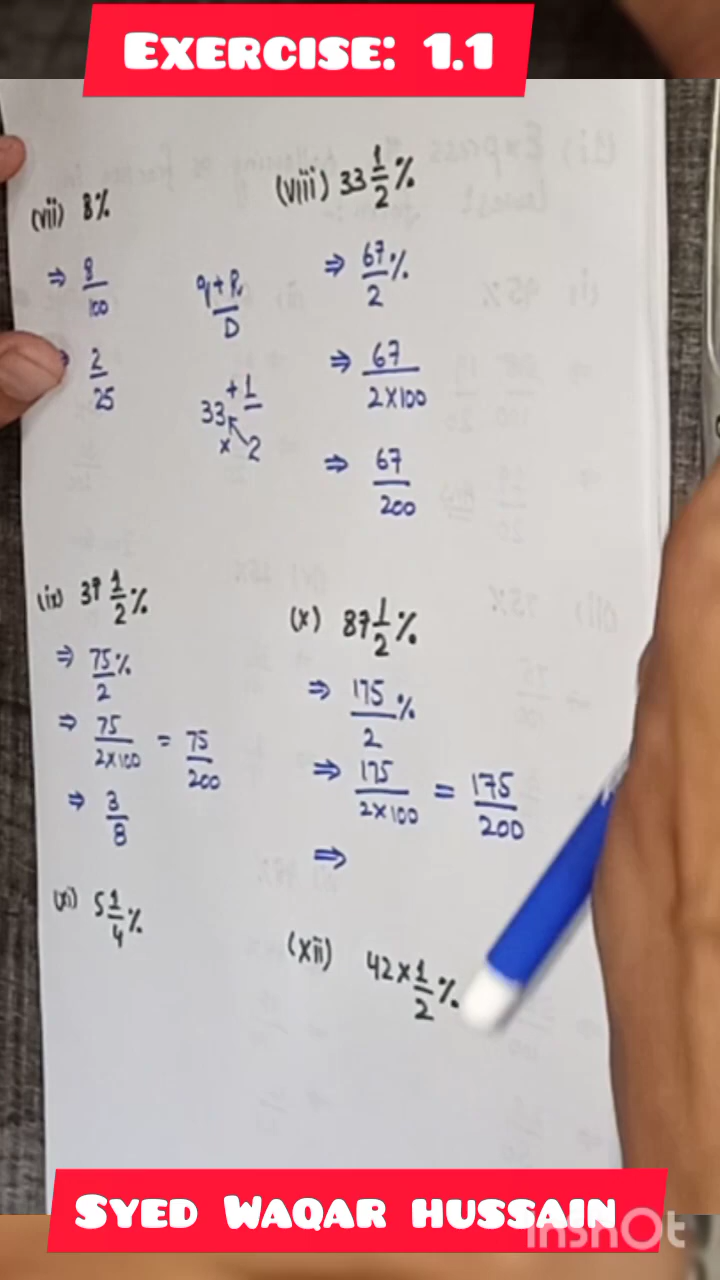 EXERCISE: 1.1
(vii) 8%
⇒ 8/100
2/25
q+P/D
33 +1/2 ×
(viii) 33 1/2 %
⇒ 67/2 %
⇒ 67/2×100
⇒ 67/200
(ix) 37 1/2 %
⇒ 75/2 %
⇒ 75/2×100 = 75/200
⇒ 3/8
(x) 87 1/2 %
⇒ 175/2 %
⇒ 175/2×100 = 175/200
⇒
(xi) 5 1/4 %
(xii) 42×1/2 %
SYED WAQAR HUSSAIN
InShOt